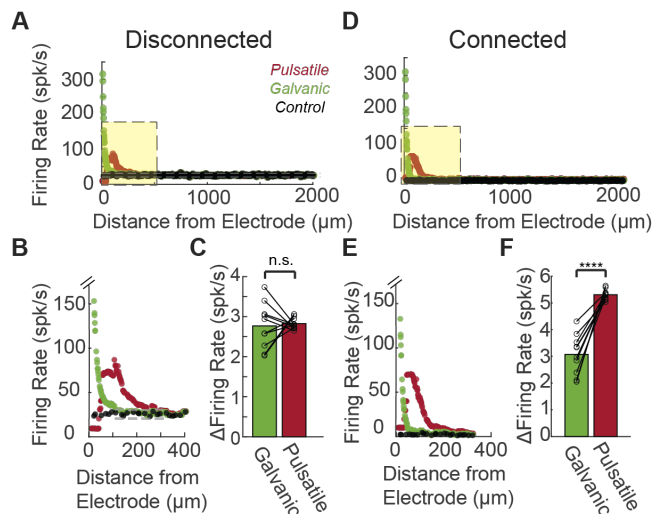 A
Disconnected
Firing Rate (spk/s)
300
200
100
0
0
1000
2000
Distance from Electrode (µm)
Pulsatile
Galvanic
Control
D
Connected
300
200
100
0
0
1000
2000
Distance from Electrode (µm)
B
Firing Rate (spk/s)
150
100
50
0
0
200
400
Distance from
Electrode (µm)
C
n.s.
ΔFiring Rate (spk/s)
4
3
2
1
0
Galvanic
Pulsatile
E
Firing Rate (spk/s)
150
100
50
0
0
200
400
Distance from
Electrode (µm)
F
****
ΔFiring Rate (spk/s)
6
5
4
3
2
1
0
Galvanic
Pulsatile